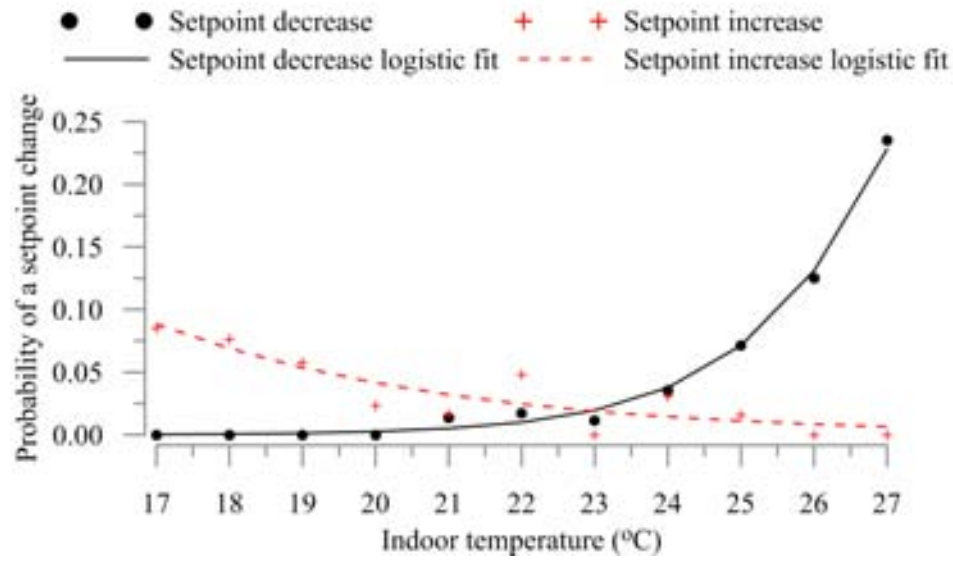 Setpoint decrease
Setpoint increase
Setpoint decrease logistic fit
Setpoint increase logistic fit
Probability of a setpoint change
0.25
0.20
0.15
0.10
0.05
0.00
17 18 19 20 21 22 23 24 25 26 27
Indoor temperature (⁰C)